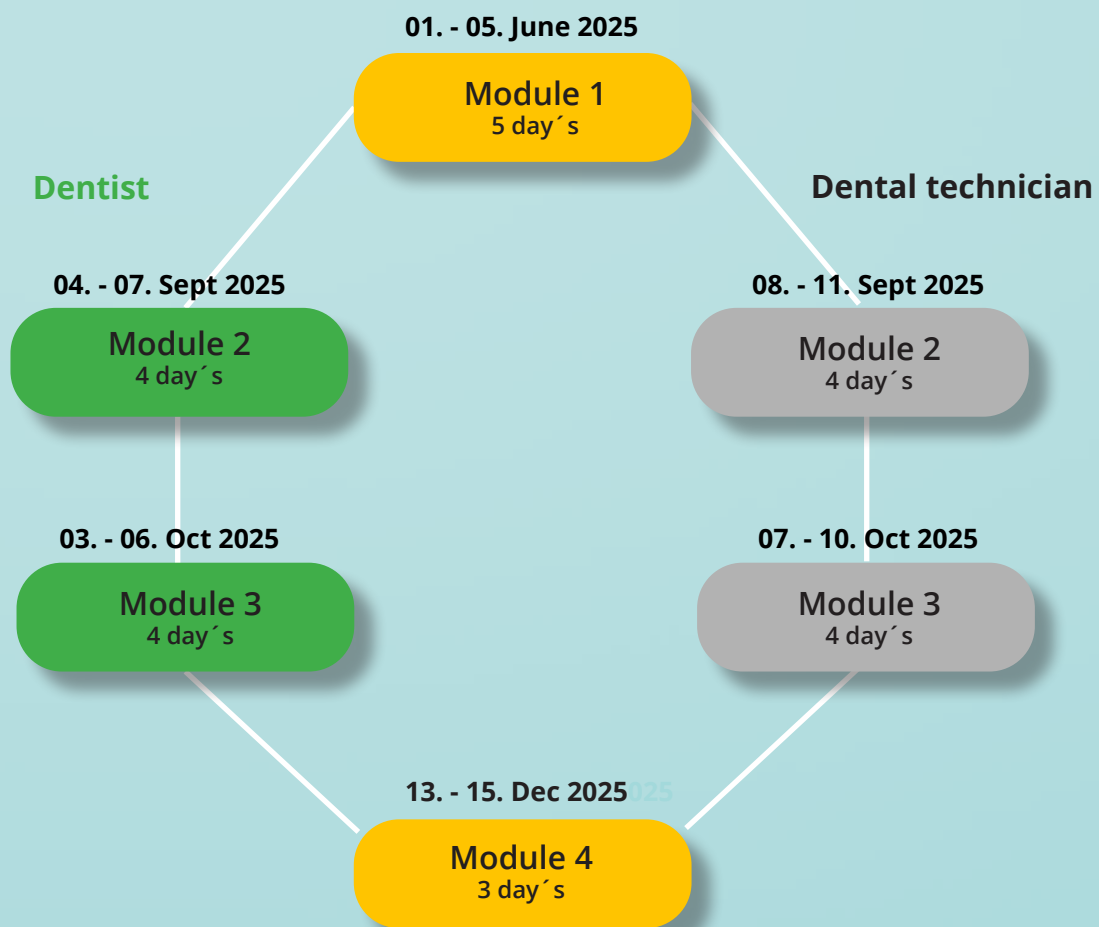 01. - 05. June 2025
Module 1
5 day´s
Dentist
Dental technician
04. - 07. Sept 2025
08. - 11. Sept 2025
Module 2
4 day´s
Module 2
4 day´s
03. - 06. Oct 2025
07. - 10. Oct 2025
Module 3
4 day´s
Module 3
4 day´s
13. - 15. Dec 2025
Module 4
3 day´s